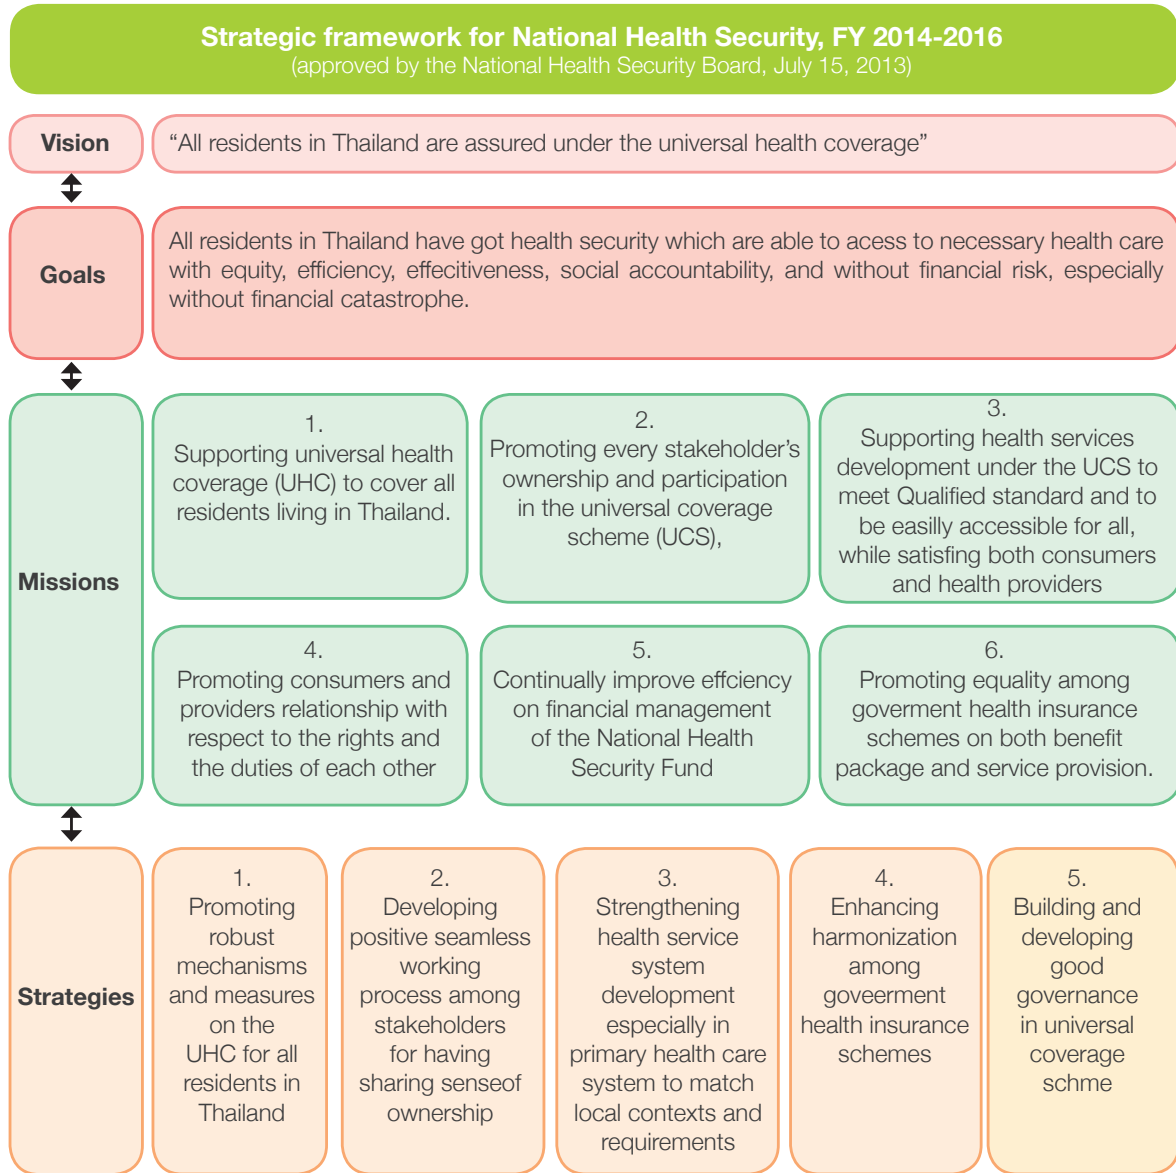 Strategic framework for National Health Security, FY 2014-2016
(approved by the National Health Security Board, July 15, 2013)
Vision
“All residents in Thailand are assured under the universal health coverage”
Goals
All residents in Thailand have got health security which are able to acess to necessary health care
with equity, efficiency, effecitiveness, social accountability, and without financial risk, especially
without financial catastrophe.
Missions
1.
Supporting universal health
coverage (UHC) to cover all
residents living in Thailand.
2.
Promoting every stakeholder’s
ownership and participation
in the universal coverage
scheme (UCS),
3.
Supporting health services
development under the UCS to
meet Qualified standard and to
be easilly accessible for all,
while satisfing both consumers
and health providers
4.
Promoting consumers and
providers relationship with
respect to the rights and
the duties of each other
5.
Continually improve effciency
on financial management
of the National Health
Security Fund
6.
Promoting equality among
goverment health insurance
schemes on both benefit
package and service provision.
Strategies
1.
Promoting
robust
mechanisms
and measures
on the
UHC for all
residents in
Thailand
2.
Developing
positive seamless
working
process among
stakeholders
for having
sharing senseof
ownership
3.
Strengthening
health service
system
development
especially in
primary health care
system to match
local contexts and
requirements
4.
Enhancing
harmonization
among
goveerment
health insurance
schemes
5.
Building and
developing
good
governance
in universal
coverage
schme